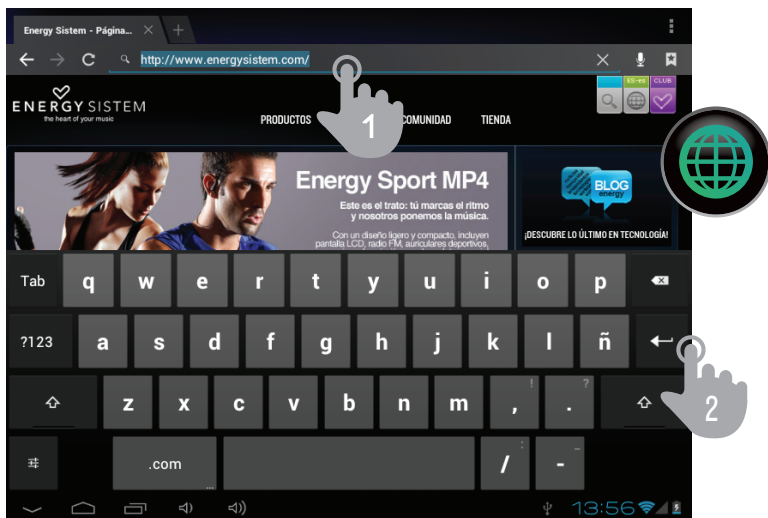 Energy Sistem - Página...
http://www.energysistem.com/
ES-es CLUB
ENERGY SISTEM
the heart of your music
PRODUCTOS COMUNIDAD TIENDA
1
Energy Sport MP4
Este es el trato: tú marcas el ritmo
y nosotros ponemos la música.
Con un diseño ligero y compacto, incluyen
pantalla LCD, radio FM, auriculares deportivos,
BLOG
energy
¡DESCUBRE LO ÚLTIMO EN TECNOLOGÍA!
Tab q w e r t y u i o p
?123 a s d f g h j k l ñ
z x c v b n m , ! . ?
2
.com ... / : - _
13:56